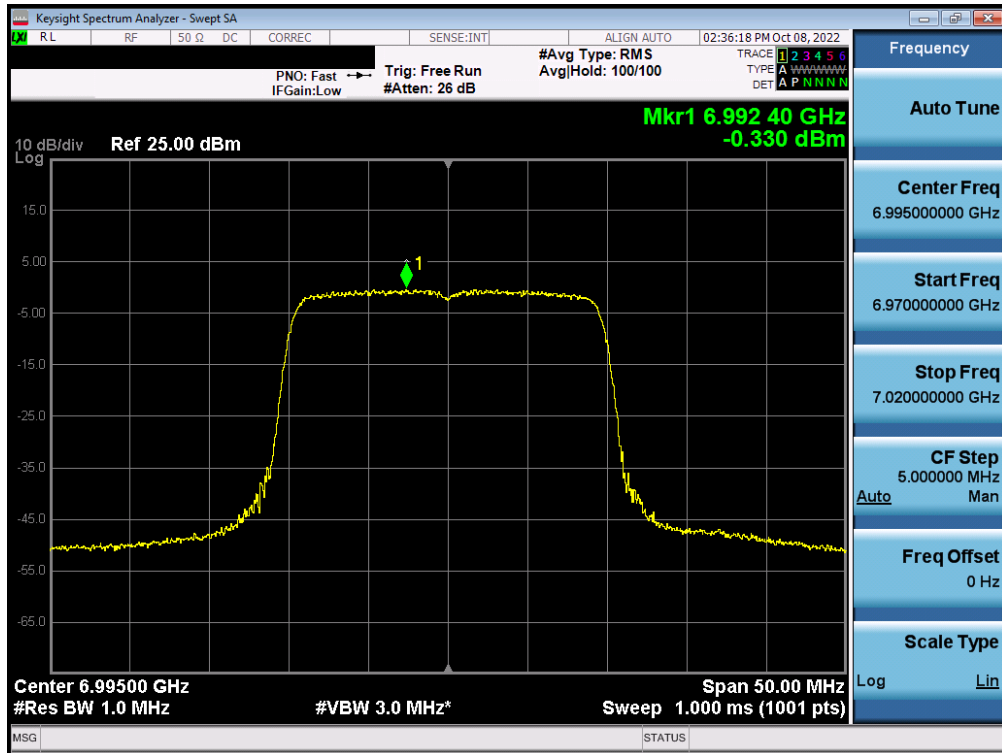 Keysight Spectrum Analyzer - Swept SA
LXI RL RF 50 Ω DC CORREC SENSE:INT ALIGN AUTO 02:36:18 PM Oct 08, 2022
PNO: Fast
IFGain:Low
Trig: Free Run
#Atten: 26 dB
#Avg Type: RMS
Avg|Hold: 100/100
TRACE 1 2 3 4 5 6
TYPE A WWWWW
DET A P N N N N
Mkr1 6.992 40 GHz
-0.330 dBm
10 dB/div Ref 25.00 dBm
Log
15.0
5.00
1
-5.00
-15.0
-25.0
-35.0
-45.0
-55.0
-65.0
Center 6.99500 GHz Span 50.00 MHz
#Res BW 1.0 MHz #VBW 3.0 MHz* Sweep 1.000 ms (1001 pts)
MSG STATUS
Frequency
Auto Tune
Center Freq
6.995000000 GHz
Start Freq
6.970000000 GHz
Stop Freq
7.020000000 GHz
CF Step
5.000000 MHz
Auto Man
Freq Offset
0 Hz
Scale Type
Log Lin